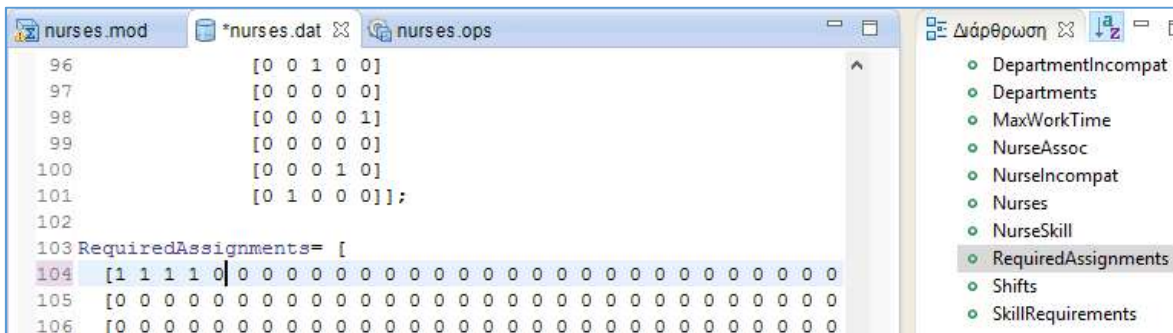 nurses.mod
*nurses.dat
nurses.ops
96 [0 0 1 0 0]
97 [0 0 0 0 0]
98 [0 0 0 0 1]
99 [0 0 0 0 0]
100 [0 0 0 1 0]
101 [0 1 0 0 0]];
102
103 RequiredAssignments= [
104 [1 1 1 1 0 0 0 0 0 0 0 0 0 0 0 0 0 0 0 0 0 0 0 0 0 0 0 0 0 0
105 [0 0 0 0 0 0 0 0 0 0 0 0 0 0 0 0 0 0 0 0 0 0 0 0 0 0 0 0 0 0
106 [0 0 0 0 0 0 0 0 0 0 0 0 0 0 0 0 0 0 0 0 0 0 0 0 0 0 0 0 0 0
Διάρθρωση
DepartmentIncompat
Departments
MaxWorkTime
NurseAssoc
NurseIncompat
Nurses
NurseSkill
RequiredAssignments
Shifts
SkillRequirements